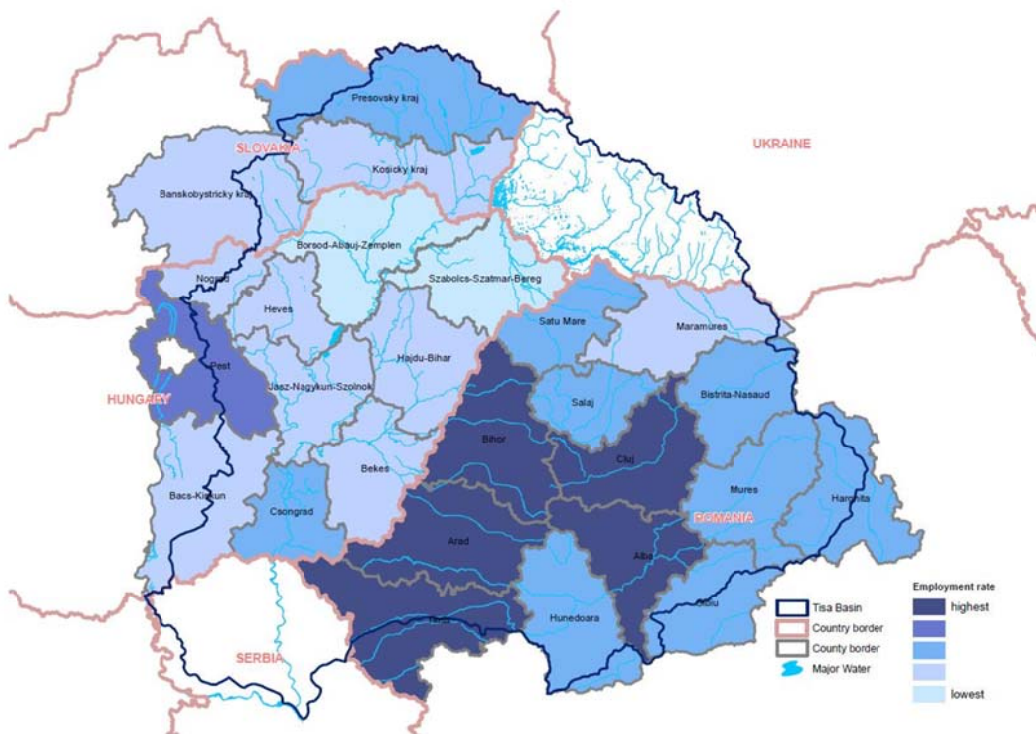 Presovsky kraj
SLOVAKIA
UKRAINE
Kosicky kraj
Banskobystricky kraj
Borsod-Abauj-Zemplen
Nograd
Szabolcs-Szatmar-Bereg
Heves
Satu Mare
Maramures
Hajdu-Bihar
Pest
Jasz-Nagykun-Szolnok
HUNGARY
Salaj
Bistrita-Nasaud
Bihor
Cluj
Bekes
Bacs-Kiskun
Mures
Harghita
Csongrad
ROMANIA
Arad
Alba
Hunedoara
Sibiu
SERBIA
Employment rate
highest
lowest
Tisa Basin
Country border
County border
Major Water